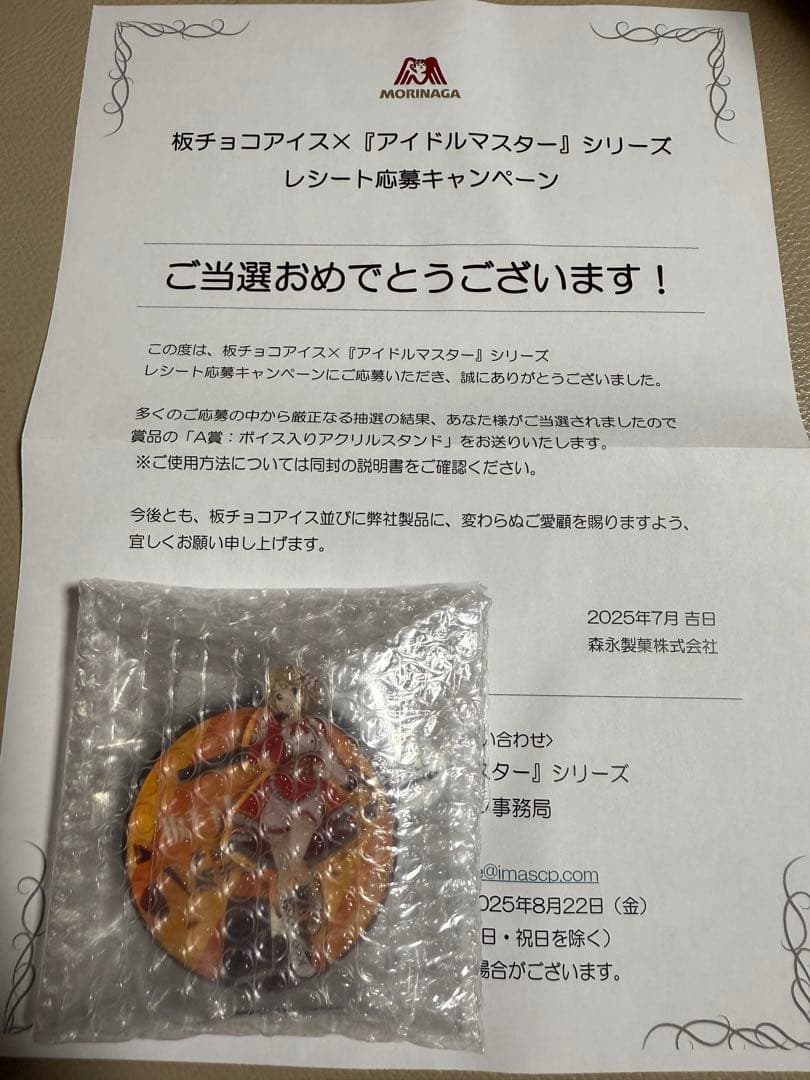 MORINAGA
板チョコアイス×『アイドルマスター』シリーズ
レシート応募キャンペーン
ご当選おめでとうございます！
この度は、板チョコアイス×『アイドルマスター』シリーズ
レシート応募キャンペーンにご応募いただき、誠にありがとうございました。
多くのご応募の中から厳正なる抽選の結果、あなた様がご当選されましたので
賞品の「A賞：ボイス入りアクリルスタンド」をお送りいたします。
※ご使用方法については同封の説明書をご確認ください。
今後とも、板チョコアイス並びに弊社製品に、変わらぬご愛顧を賜りますよう、
宜しくお願い申し上げます。
2025年7月 吉日
森永製菓株式会社
い合わせ>
スター』シリーズ
事務局
@imascp.com
025年8月22日（金）
日・祝日を除く）
場合がございます。